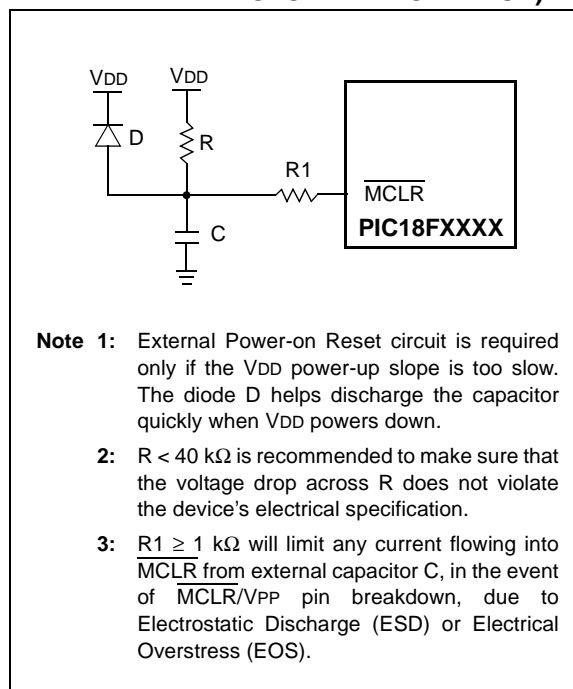 VDD VDD
D
R
R1
C
MCLR
PIC18FXXXX
Note 1: External Power-on Reset circuit is required
only if the VDD power-up slope is too slow.
The diode D helps discharge the capacitor
quickly when VDD powers down.
2: R < 40 kΩ is recommended to make sure that
the voltage drop across R does not violate
the device's electrical specification.
3: R1 ≥ 1 kΩ will limit any current flowing into
MCLR from external capacitor C, in the event
of MCLR/VPP pin breakdown, due to
Electrostatic Discharge (ESD) or Electrical
Overstress (EOS).